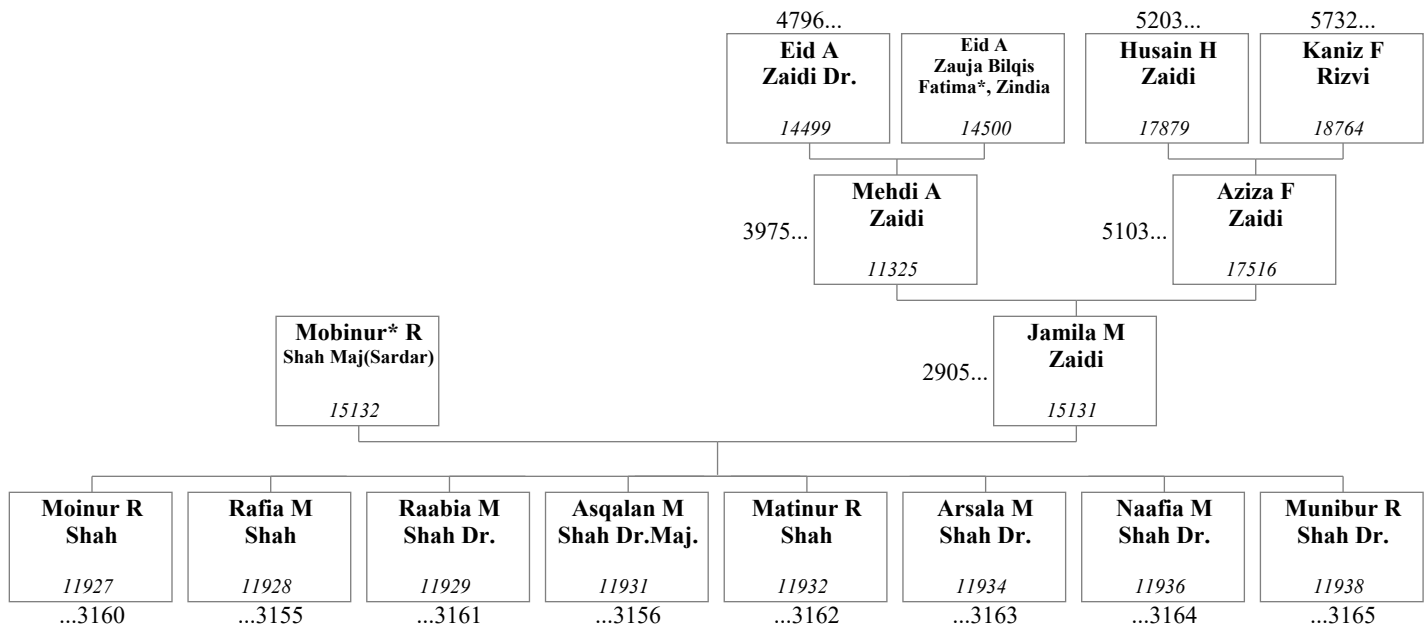 4796... 5203... 5732...
Eid A
Zaidi Dr.
14499
Eid A
Zauja Bilqis
Fatima*, Zindia
14500
Husain H
Zaidi
17879
Kaniz F
Rizvi
18764
3975...
Mehdi A
Zaidi
11325
5103...
Aziza F
Zaidi
17516
Mobinur* R
Shah Maj(Sardar)
15132
2905...
Jamila M
Zaidi
15131
Moinur R
Shah
11927
...3160
Rafia M
Shah
11928
...3155
Raabia M
Shah Dr.
11929
...3161
Asqalan M
Shah Dr.Maj.
11931
...3156
Matinur R
Shah
11932
...3162
Arsala M
Shah Dr.
11934
...3163
Naafia M
Shah Dr.
11936
...3164
Munibur R
Shah Dr.
11938
...3165